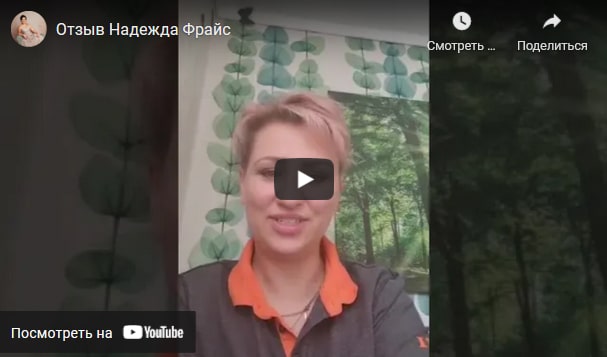 Отзыв Надежда Фрайс
Смотреть ...
Поделиться
Посмотреть на YouTube